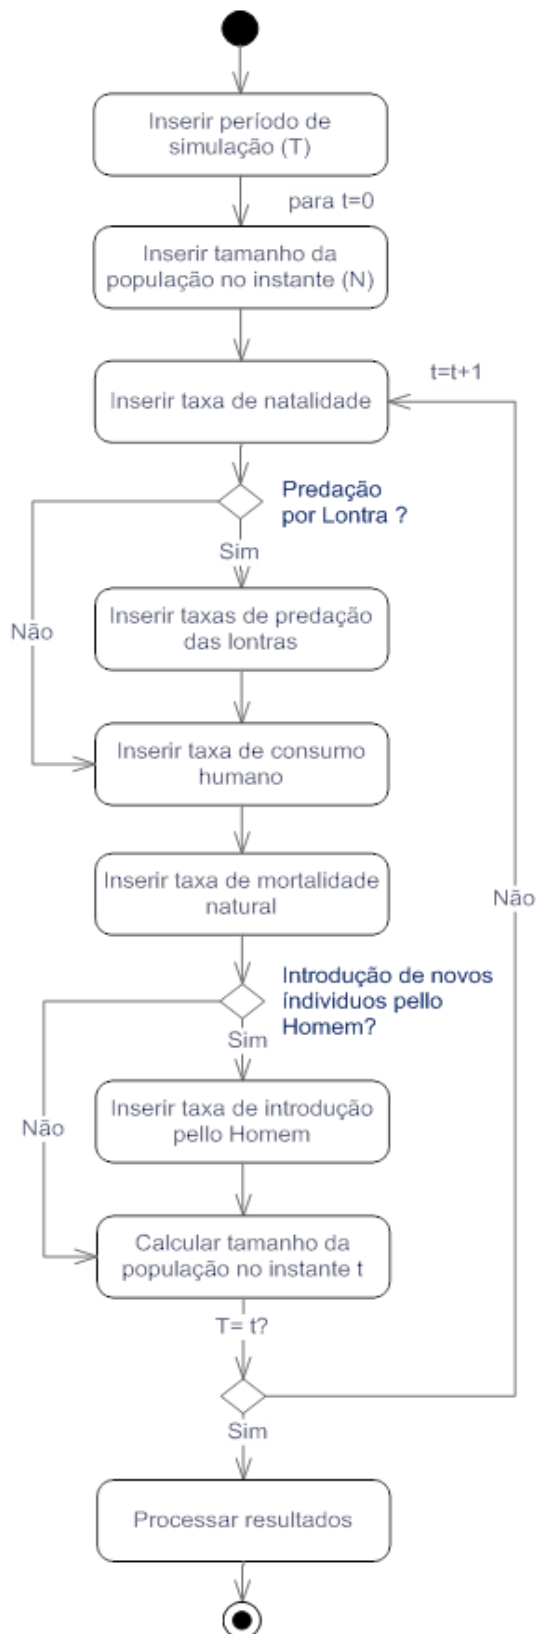 Inserir período de
simulação (T)
para t=0
Inserir tamanho da
população no instante (N)
t=t+1
Inserir taxa de natalidade
Predação
por Lontra ?
Sim
Inserir taxas de predação
das lontras
Não
Inserir taxa de consumo
humano
Inserir taxa de mortalidade
natural
Não
Introdução de novos
índividuos pello
Homem?
Sim
Inserir taxa de introdução
pello Homem
Não
Calcular tamanho da
população no instante t
T= t?
Sim
Processar resultados